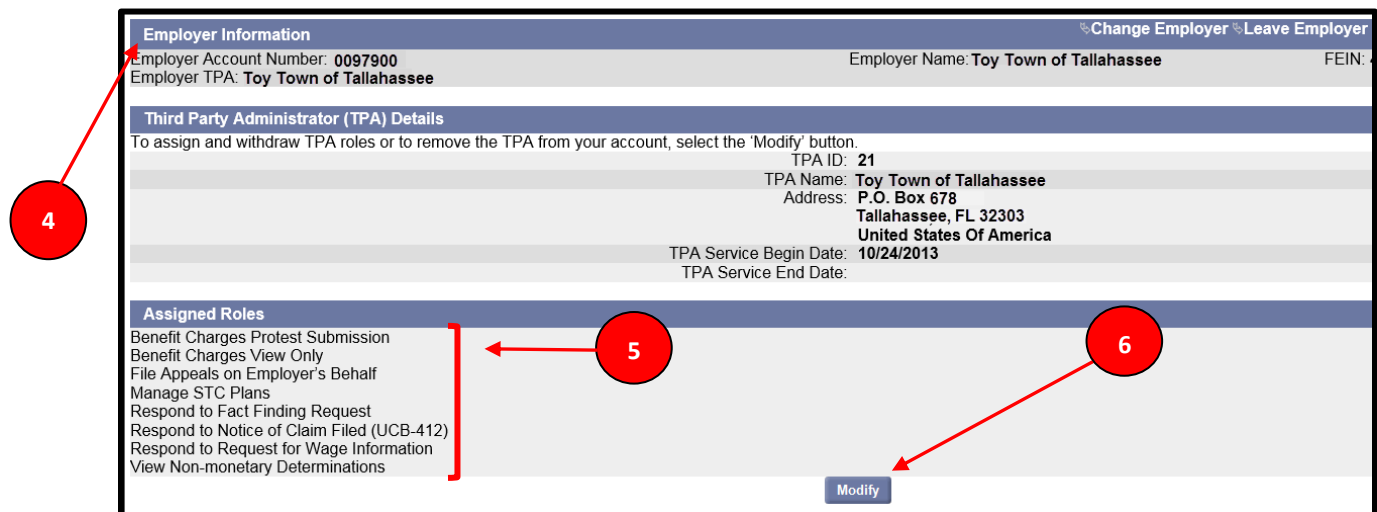 Employer Information
Change Employer Leave Employer
Employer Account Number: 0097900 Employer Name: Toy Town of Tallahassee FEIN:
Employer TPA: Toy Town of Tallahassee
Third Party Administrator (TPA) Details
To assign and withdraw TPA roles or to remove the TPA from your account, select the ‘Modify’ button.
TPA ID: 21
TPA Name: Toy Town of Tallahassee
Address: P.O. Box 678
Tallahassee, FL 32303
United States Of America
TPA Service Begin Date: 10/24/2013
TPA Service End Date:
4
Assigned Roles
Benefit Charges Protest Submission
Benefit Charges View Only
File Appeals on Employer’s Behalf
Manage STC Plans
Respond to Fact Finding Request
Respond to Notice of Claim Filed (UCB-412)
Respond to Request for Wage Information
View Non-monetary Determinations
5
6
Modify